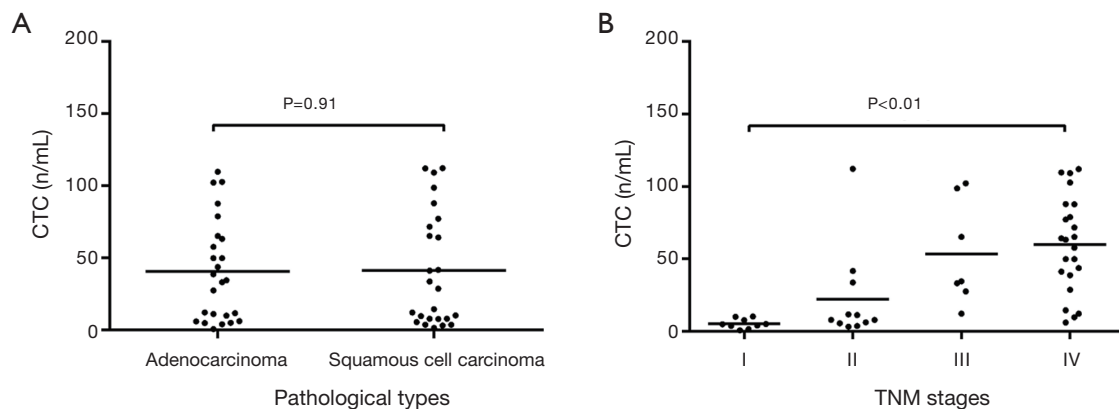 A
200
150
100
50
0
CTC (n/mL)
P=0.91
Adenocarcinoma Squamous cell carcinoma
Pathological types
B
200
150
100
50
0
CTC (n/mL)
P<0.01
I II III IV
TNM stages